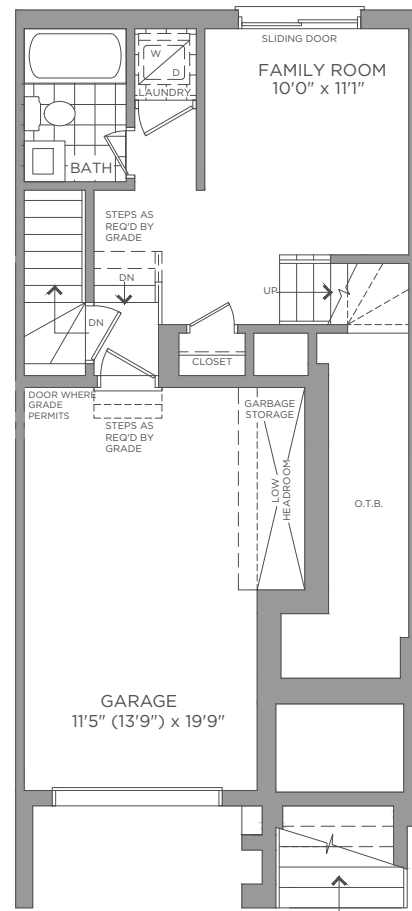 SLIDING DOOR
W
D
LAUNDRY
FAMILY ROOM
10'0" x 11'1"
BATH
STEPS AS
REQ'D BY
GRADE
DN
UP
DN
CLOSET
DOOR WHERE
GRADE
PERMITS
STEPS AS
REQ'D BY
GRADE
GARBAGE
STORAGE
LOW
HEADROOM
O.T.B.
GARAGE
11'5" (13'9") x 19'9"